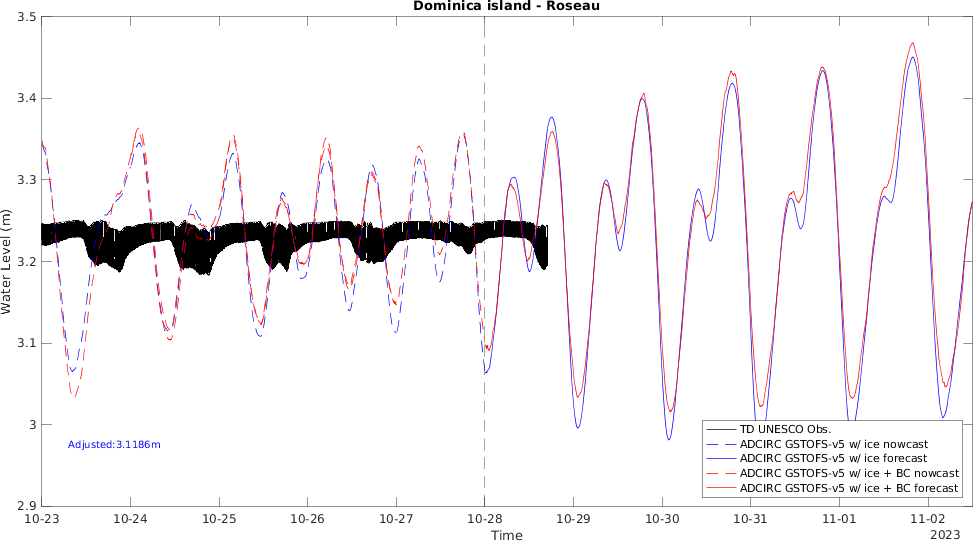 Dominica island - Roseau
3.5
3.4
3.3
3.2
3.1
3
2.9
Water Level (m)
Adjusted:3.1186m
TD UNESCO Obs.
ADCIRC GSTOFS-v5 w/ ice nowcast
ADCIRC GSTOFS-v5 w/ ice forecast
ADCIRC GSTOFS-v5 w/ ice + BC nowcast
ADCIRC GSTOFS-v5 w/ ice + BC forecast
10-23 10-24 10-25 10-26 10-27 10-28 10-29 10-30 10-31 11-01 11-02
Time 2023